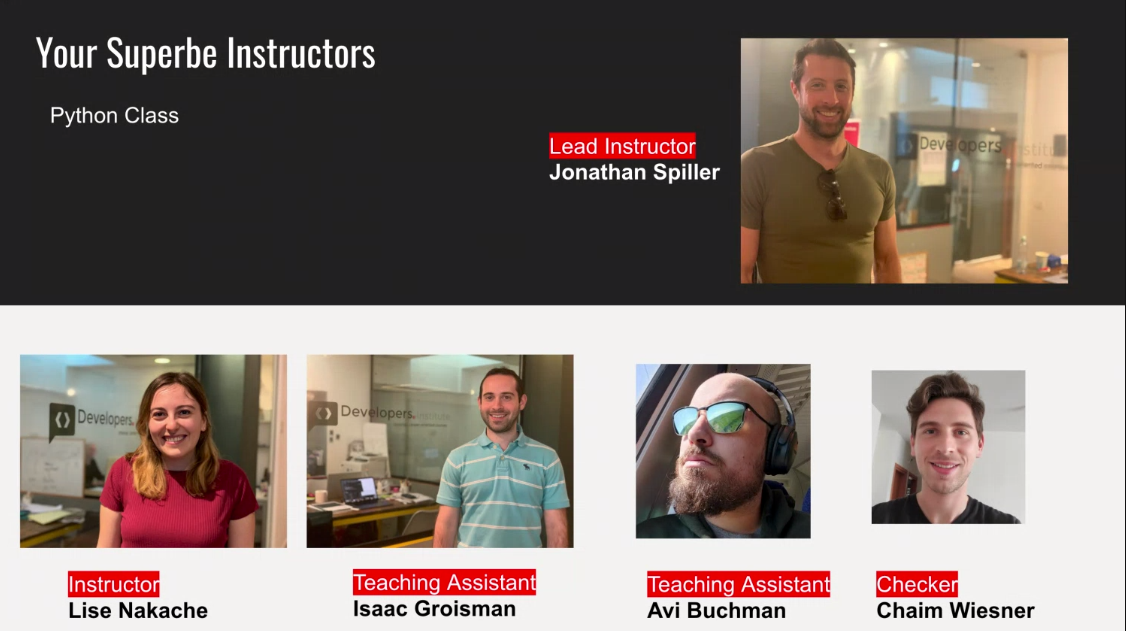 Your Superbe Instructors
Python Class
Lead Instructor
Jonathan Spiller
Developers
Developers.
Developers.
Instructor
Lise Nakache
Teaching Assistant
Isaac Groisman
Teaching Assistant
Avi Buchman
Checker
Chaim Wiesner